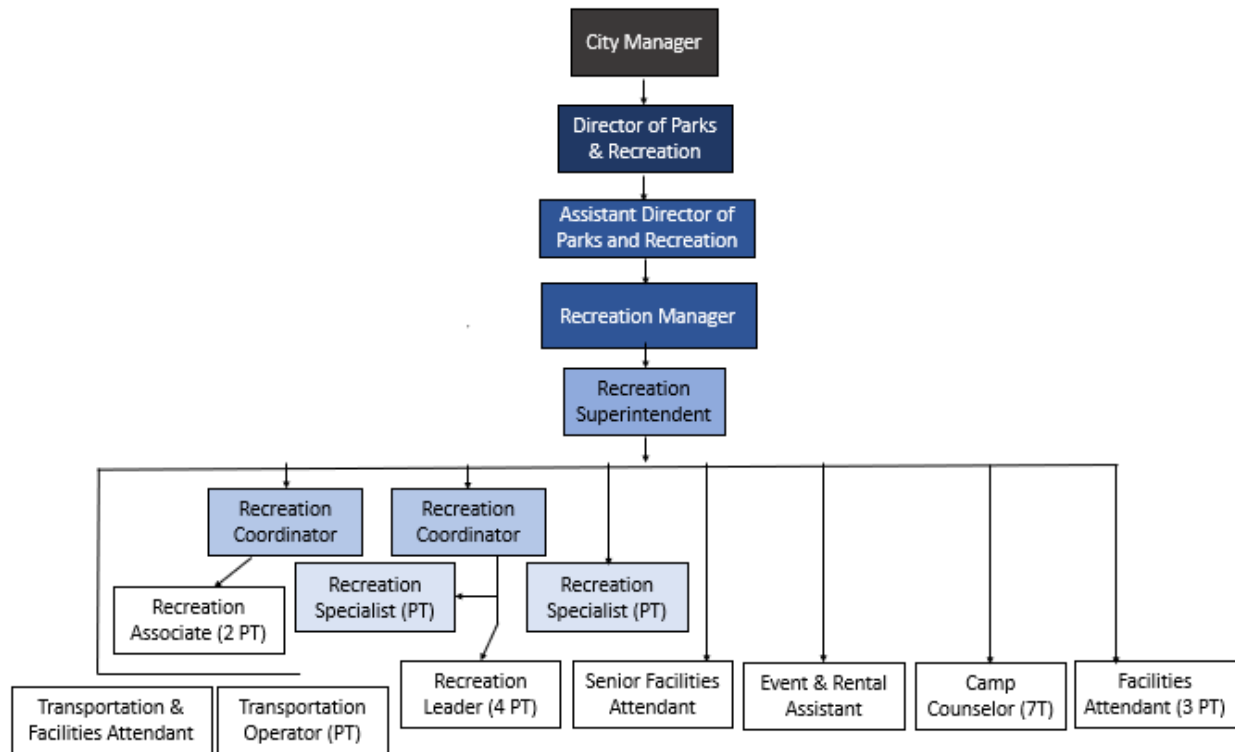 City Manager
Director of Parks
& Recreation
Assistant Director of
Parks and Recreation
Recreation Manager
Recreation
Superintendent
Recreation
Coordinator
Recreation
Coordinator
Recreation
Associate (2 PT)
Recreation
Specialist (PT)
Recreation
Specialist (PT)
Transportation &
Facilities Attendant
Transportation
Operator (PT)
Recreation
Leader (4 PT)
Senior Facilities
Attendant
Event & Rental
Assistant
Camp
Counselor (7T)
Facilities
Attendant (3 PT)